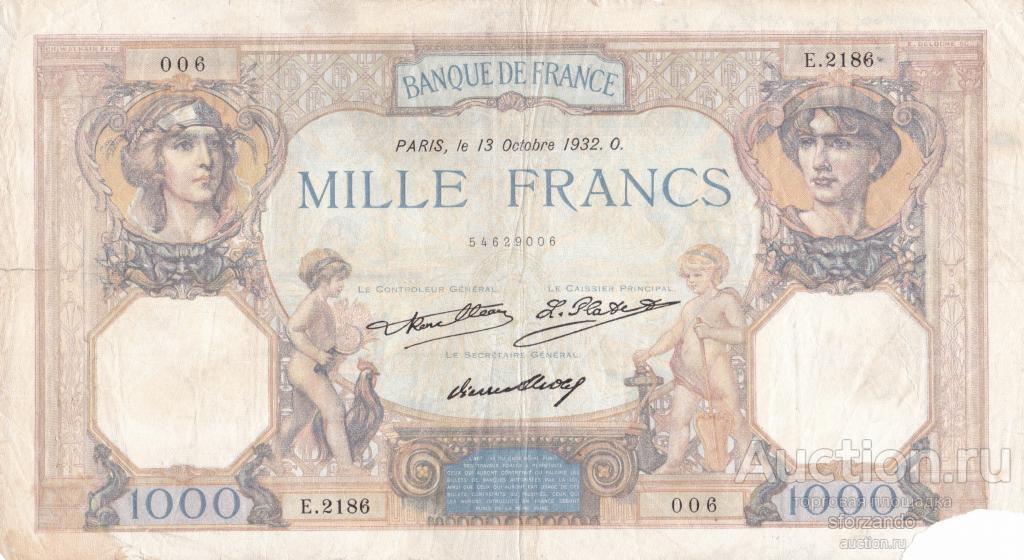 006
E.2186
BANQUE DE FRANCE
PARIS, le 13 Octobre 1932. O.
MILLE FRANCS
54629006
LE CONTROLEUR GÉNÉRAL
LE CAISSIER PRINCIPAL
LE SECRÉTAIRE GÉNÉRAL
1000
E.2186
006
1000
Auction.ru
торговая площадка
sforzando
auction.ru